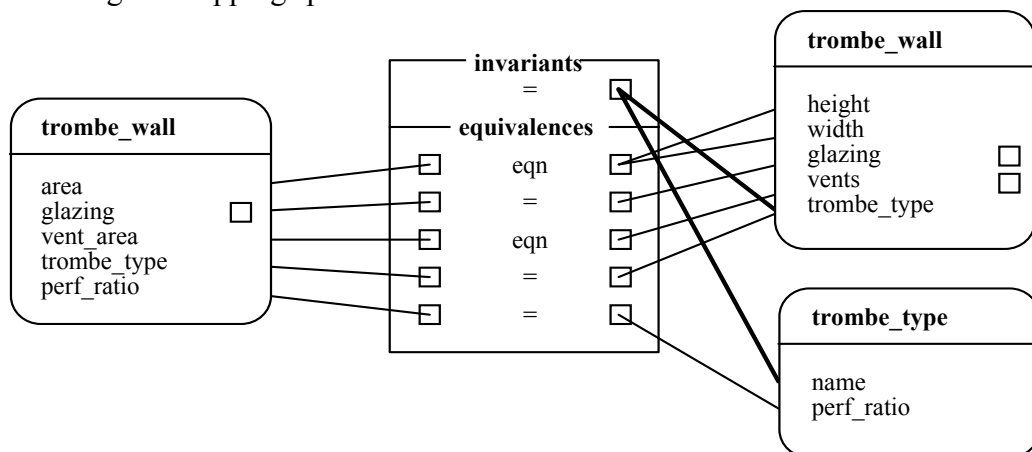 trombe_wall
area
glazing
vent_area
trombe_type
perf_ratio
invariants
=
equivalences
eqn
=
eqn
=
=
trombe_wall
height
width
glazing
vents
trombe_type
trombe_type
name
perf_ratio